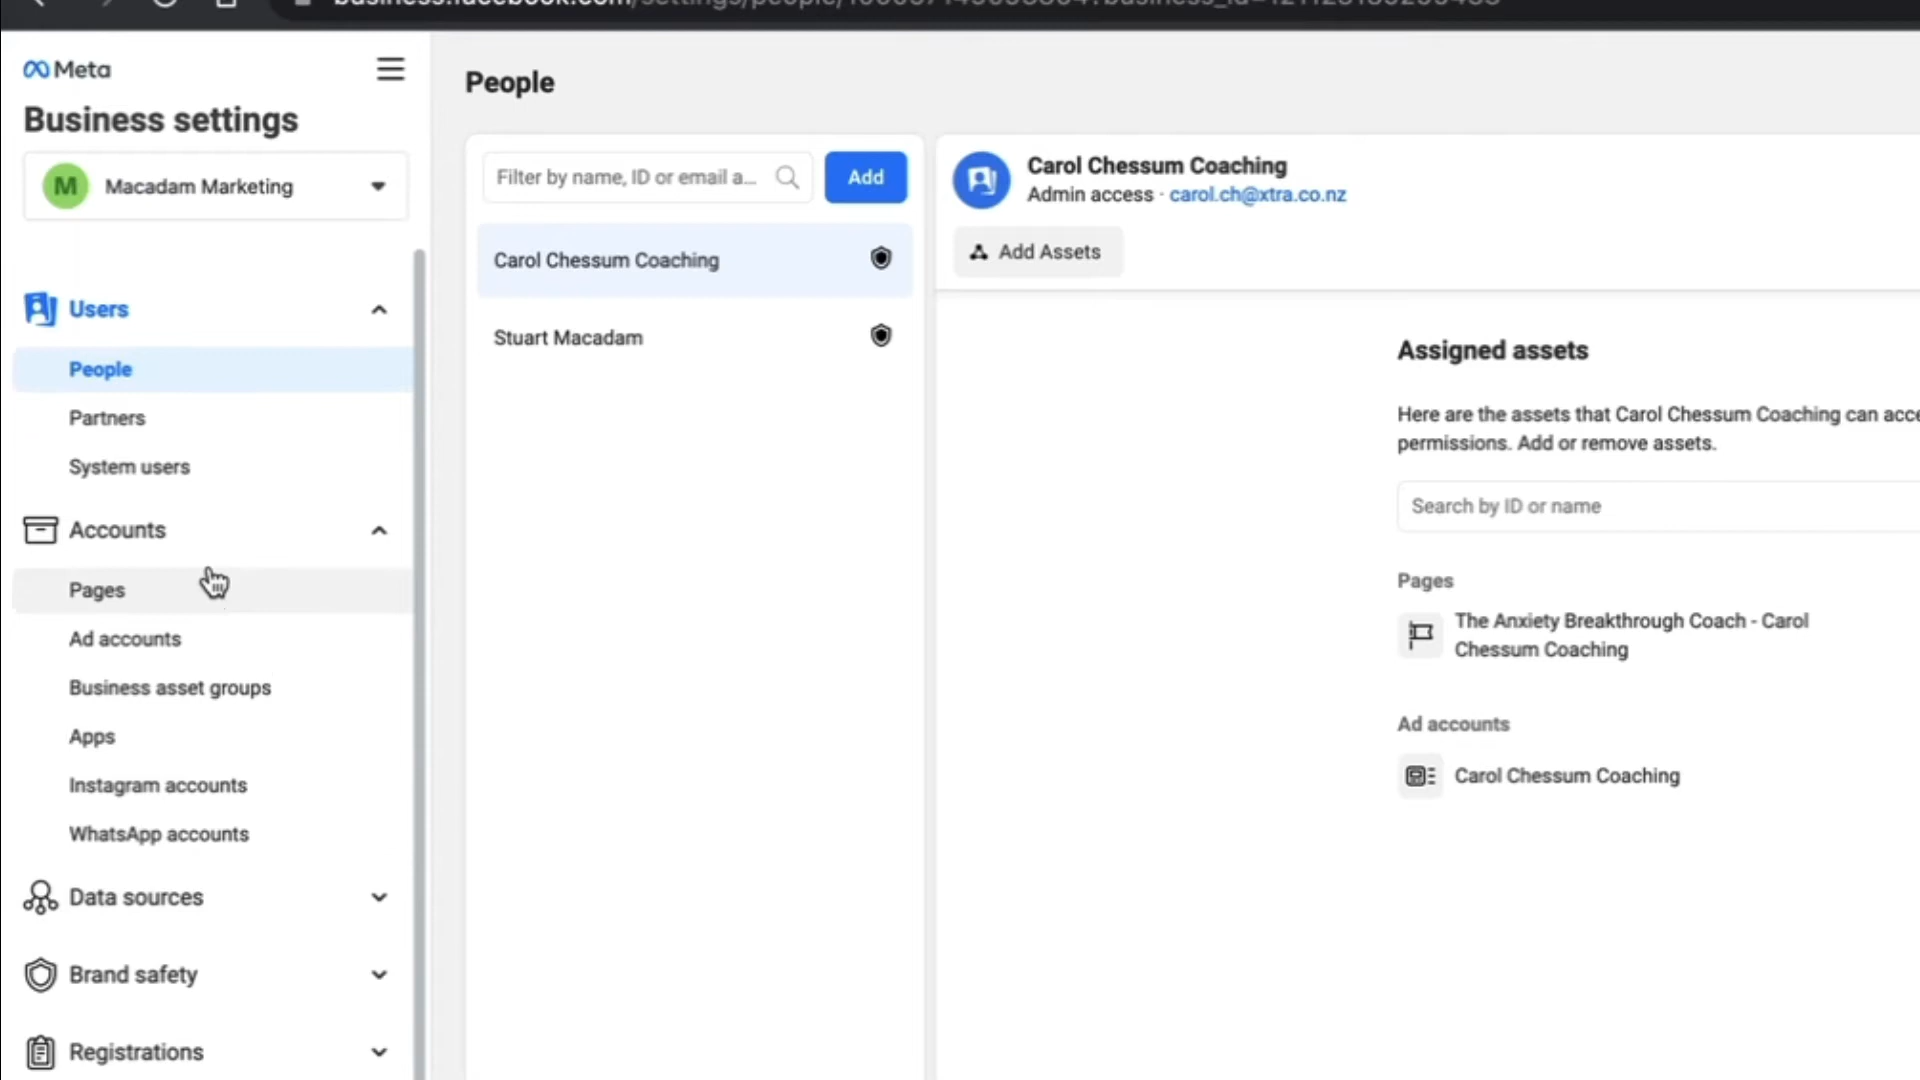 Meta
Business settings
M Macadam Marketing
Users
People
Partners
System users
Accounts
Pages
Ad accounts
Business asset groups
Apps
Instagram accounts
WhatsApp accounts
Data sources
Brand safety
Registrations
People
Filter by name, ID or email a...
Add
Carol Chessum Coaching
Stuart Macadam
Carol Chessum Coaching
Admin access · carol.ch@xtra.co.nz
Add Assets
Assigned assets
Here are the assets that Carol Chessum Coaching can acce
permissions. Add or remove assets.
Search by ID or name
Pages
The Anxiety Breakthrough Coach - Carol
Chessum Coaching
Ad accounts
Carol Chessum Coaching